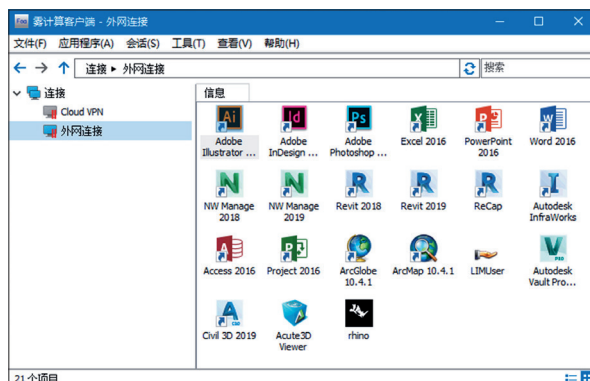 Foo 雾计算客户端 - 外网连接
文件(F) 应用程序(A) 会话(S) 工具(T) 查看(V) 帮助(H)
连接 ▸ 外网连接 搜索
连接
Cloud VPN
外网连接
信息
Ai Id Ps
Adobe Illustrator ...
Adobe InDesign ...
Adobe Photoshop ...
Excel 2016
PowerPoint 2016
Word 2016
NW Manage 2018
NW Manage 2019
Revit 2018
Revit 2019
ReCap
Autodesk InfraWorks
Access 2016
Project 2016
ArcGlobe 10.4.1
ArcMap 10.4.1
LIMUser
Autodesk Vault Pro...
Civil 3D 2019
Acute3D Viewer
rhino
21 个项目